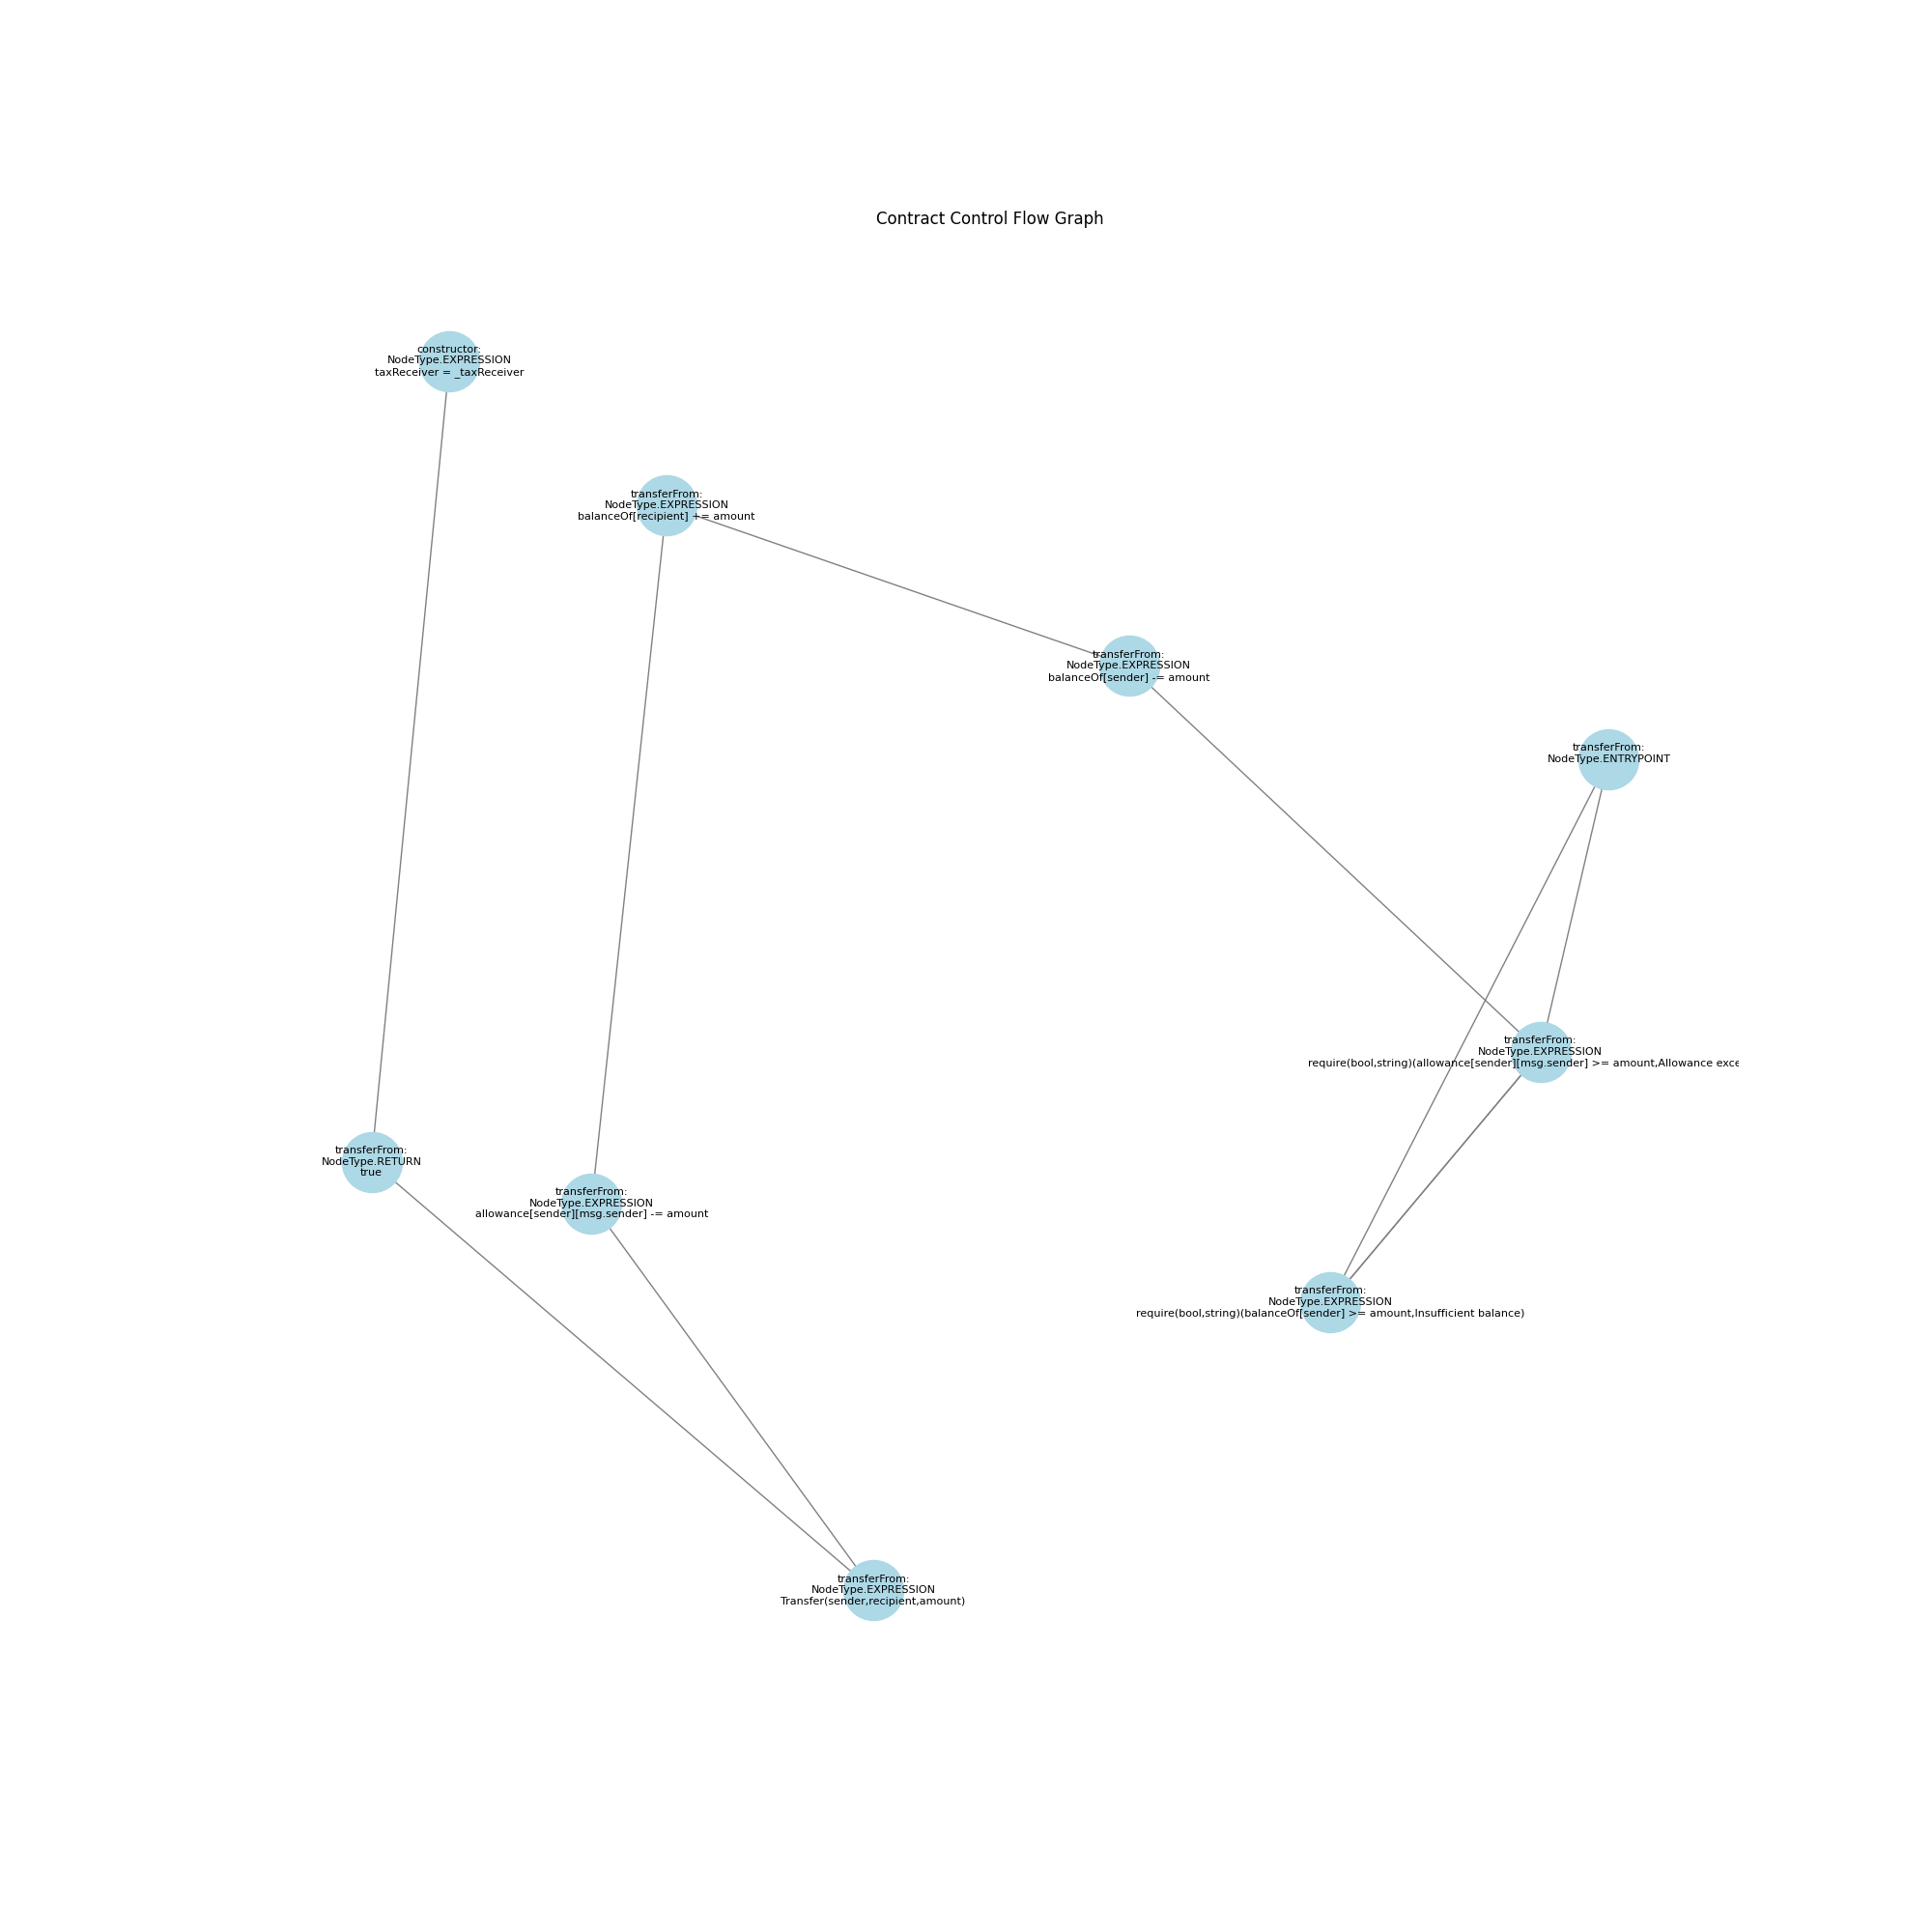 Contract Control Flow Graph
constructor:
NodeType.EXPRESSION
taxReceiver = _taxReceiver
transferFrom:
NodeType.EXPRESSION
balanceOf[recipient] += amount
transferFrom:
NodeType.EXPRESSION
balanceOf[sender] -= amount
transferFrom:
NodeType.ENTRYPOINT
transferFrom:
NodeType.EXPRESSION
require(bool,string)(allowance[sender][msg.sender] >= amount,Allowance exce
transferFrom:
NodeType.RETURN
true
transferFrom:
NodeType.EXPRESSION
allowance[sender][msg.sender] -= amount
transferFrom:
NodeType.EXPRESSION
require(bool,string)(balanceOf[sender] >= amount,Insufficient balance)
transferFrom:
NodeType.EXPRESSION
Transfer(sender,recipient,amount)